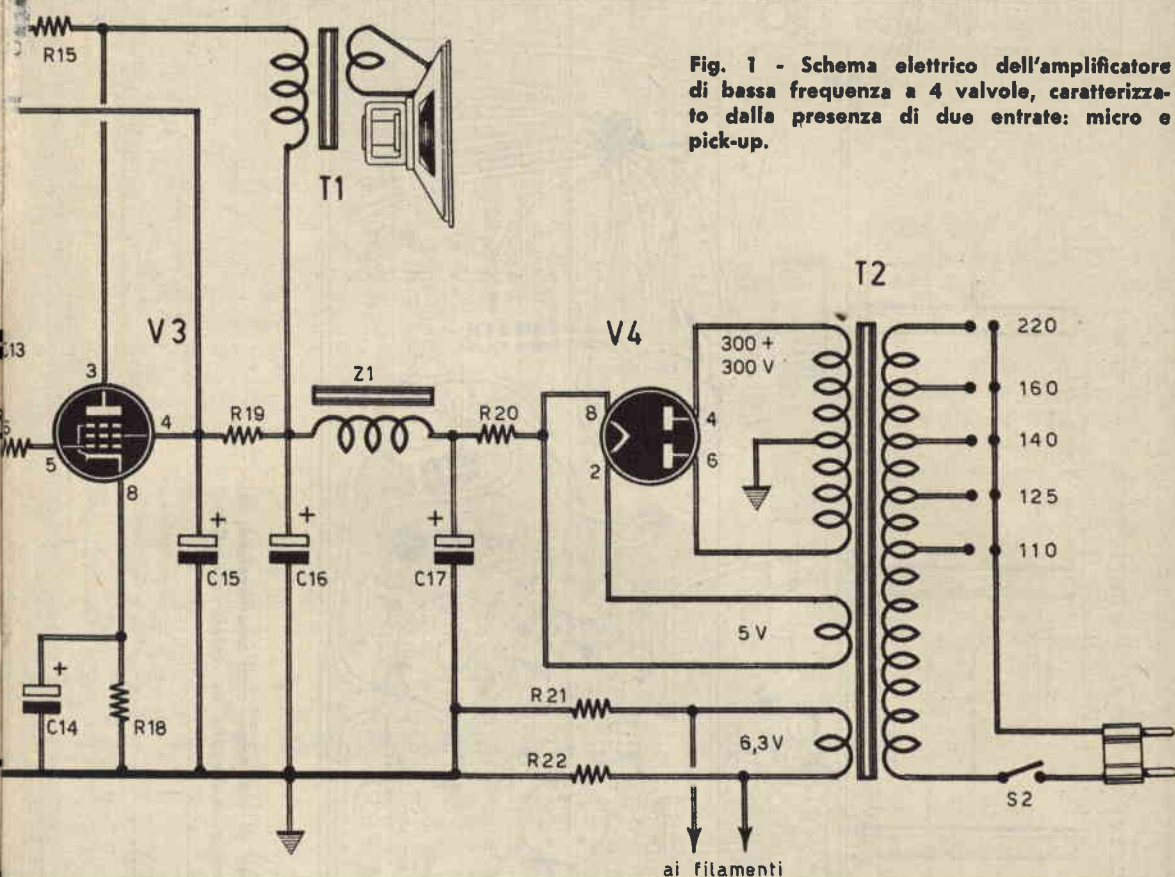 R15
Fig. 1 - Schema elettrico dell'amplificatore
di bassa frequenza a 4 valvole, caratterizza-
to dalla presenza di due entrate: micro e
pick-up.
T1
T2
V3
V4
300 +
300 V
220
160
140
125
110
C13
3
4
5
8
Z1
R19
R20
8
2
4
6
+
C15
+
C16
+
C17
5 V
+
C14
R18
R21
R22
6,3V
S2
ai filamenti